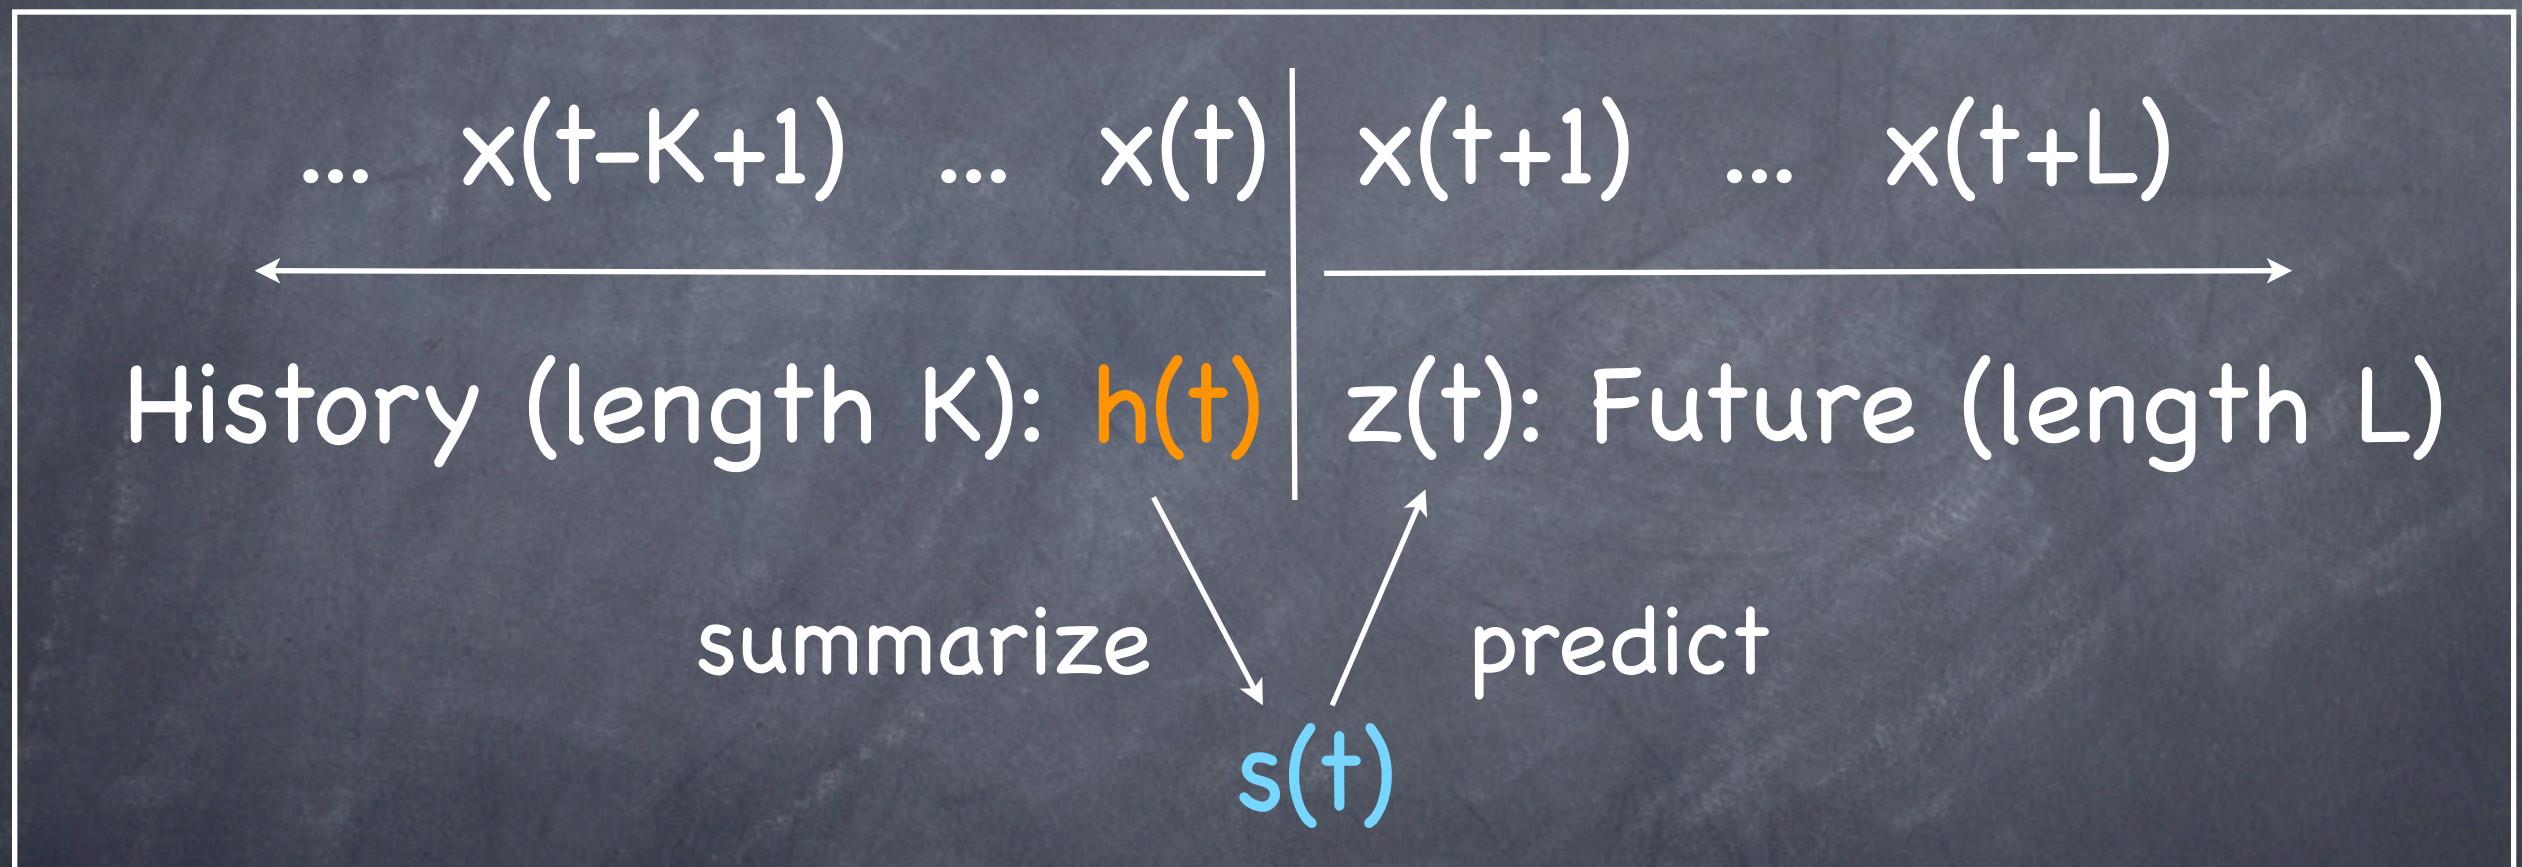 ... x(t-K+1) ... x(t) x(t+1) ... x(t+L)
History (length K): h(t) z(t): Future (length L)
summarize predict
s(t)